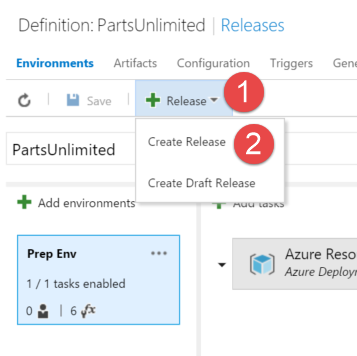 Definition: PartsUnlimited | Releases
Environments Artifacts Configuration Triggers Gene
Save Release 1
Create Release 2
PartsUnlimited
Create Draft Release
Add environments Add tasks
Prep Env ...
Azure Reso
Azure Deploy
1 / 1 tasks enabled
0 | 6 fx